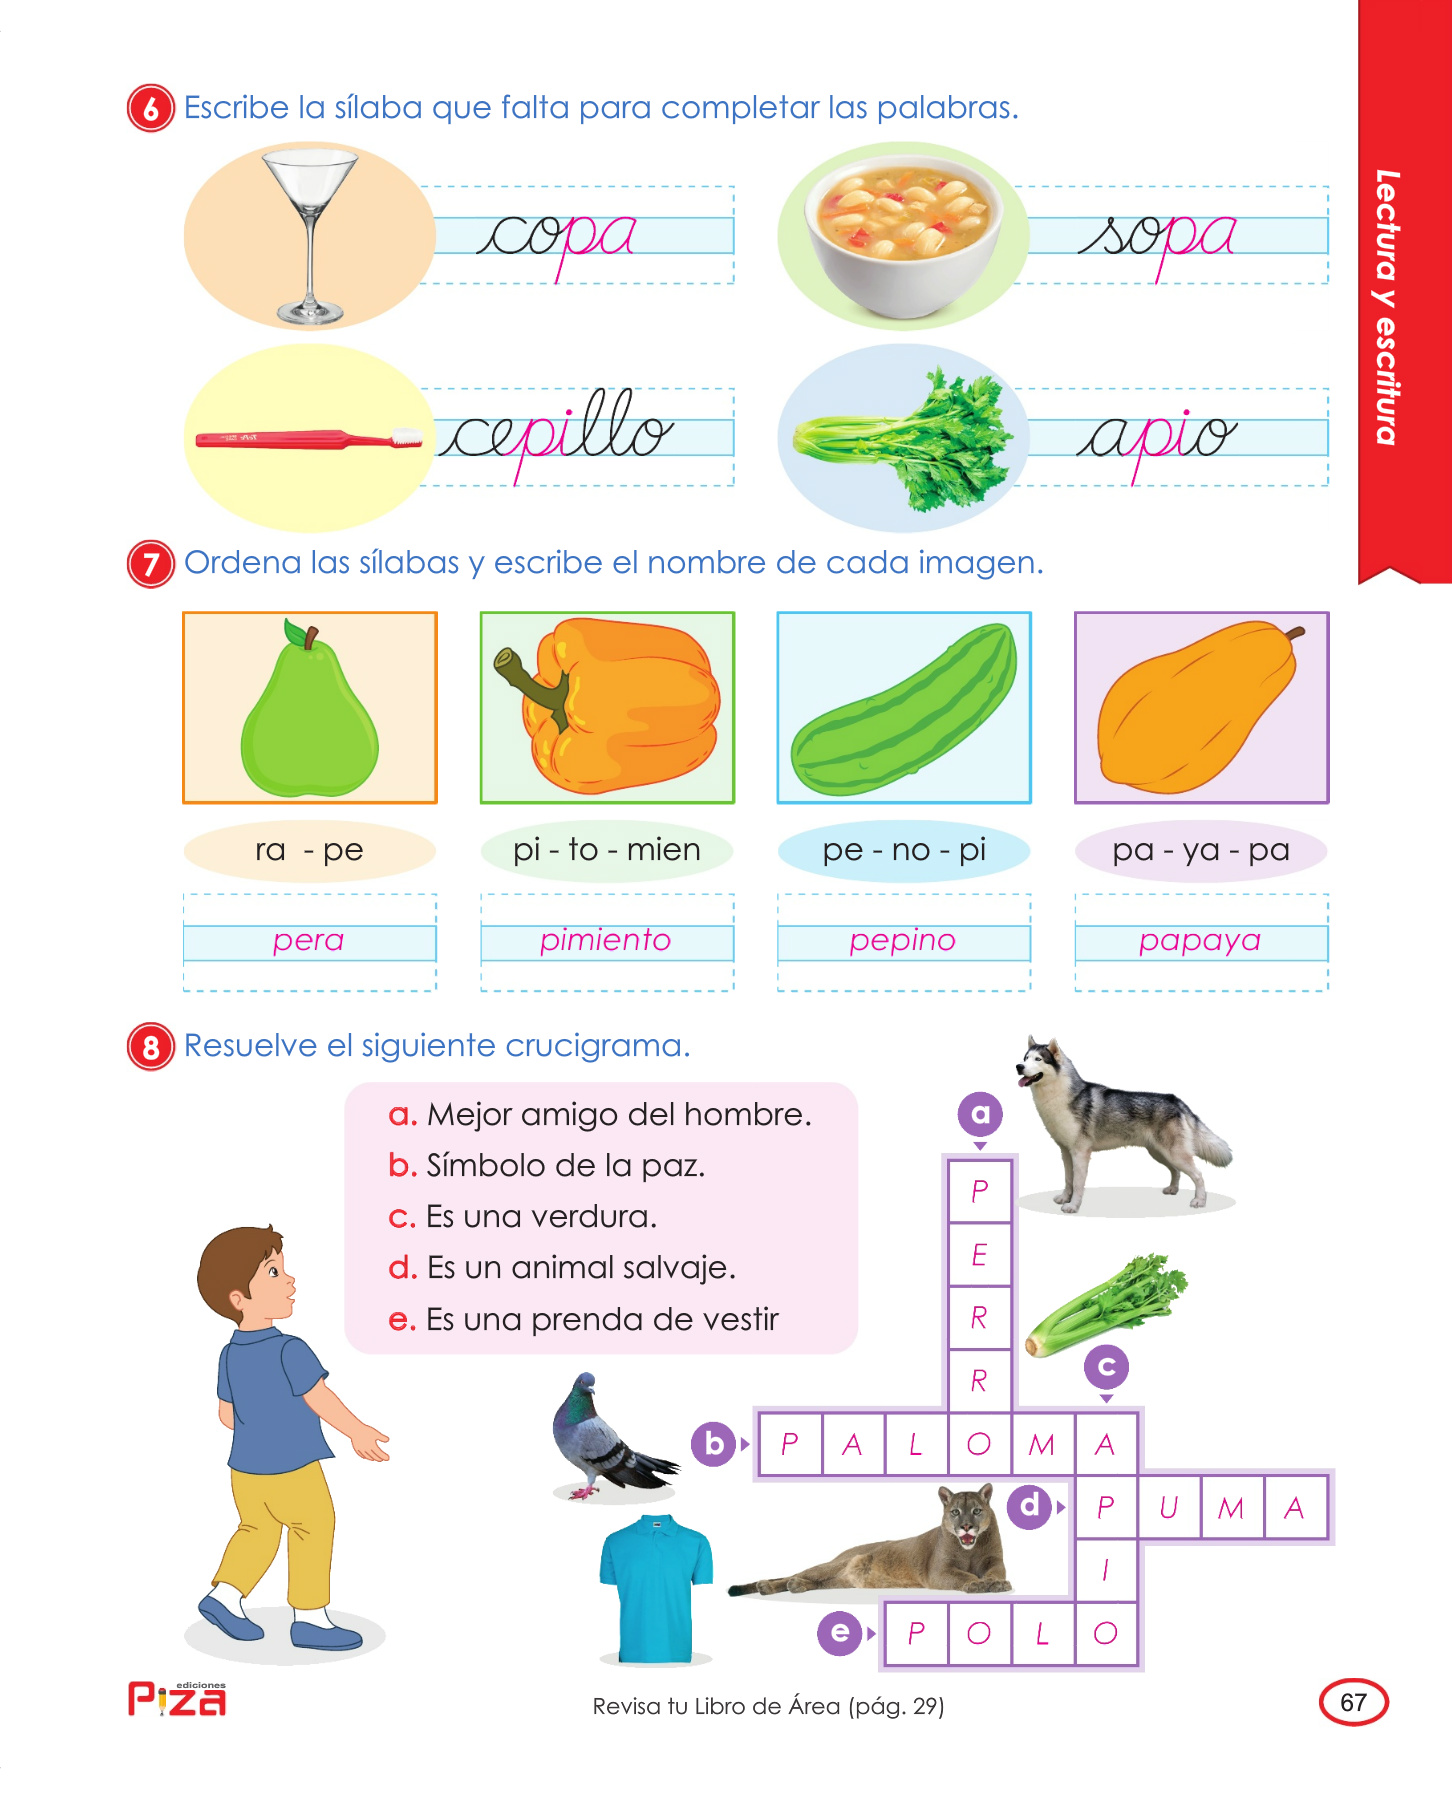 6 Escribe la sílaba que falta para completar las palabras.
copa
sopa
cepillo
apio
Lectura y escritura
7 Ordena las sílabas y escribe el nombre de cada imagen.
ra - pe
pi - to - mien
pe - no - pi
pa - ya - pa
pera
pimiento
pepino
papaya
8 Resuelve el siguiente crucigrama.
a. Mejor amigo del hombre.
b. Símbolo de la paz.
c. Es una verdura.
d. Es un animal salvaje.
e. Es una prenda de vestir
a
P
E
R
R
c
b P A L O M A
d P U M A
I
e P O L O
ediciones
Piza
Revisa tu Libro de Área (pág. 29)
67